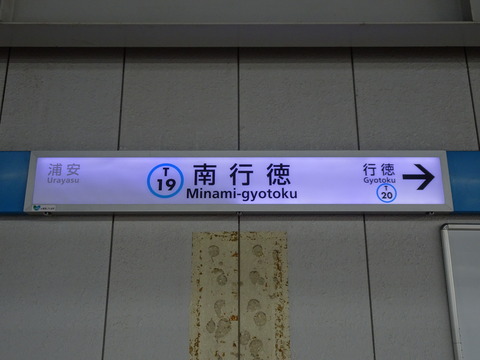 浦安
Urayasu
T
19
南行徳
Minami-gyotoku
行徳
Gyotoku
T
20